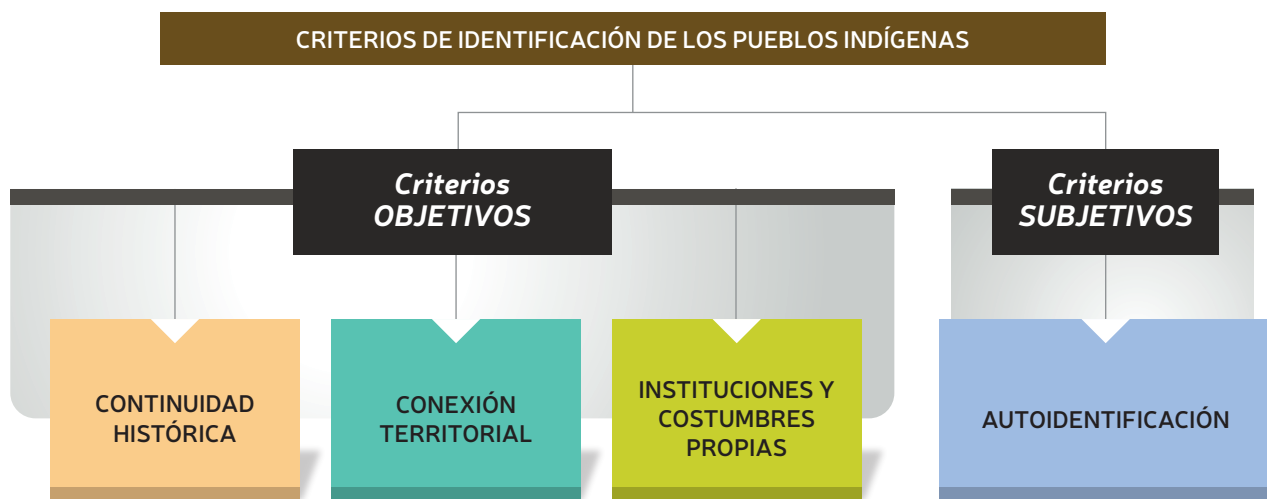 CRITERIOS DE IDENTIFICACIÓN DE LOS PUEBLOS INDÍGENAS
Criterios
OBJETIVOS
Criterios
SUBJETIVOS
CONTINUIDAD
HISTÓRICA
CONEXIÓN
TERRITORIAL
INSTITUCIONES Y
COSTUMBRES
PROPIAS
AUTOIDENTIFICACIÓN